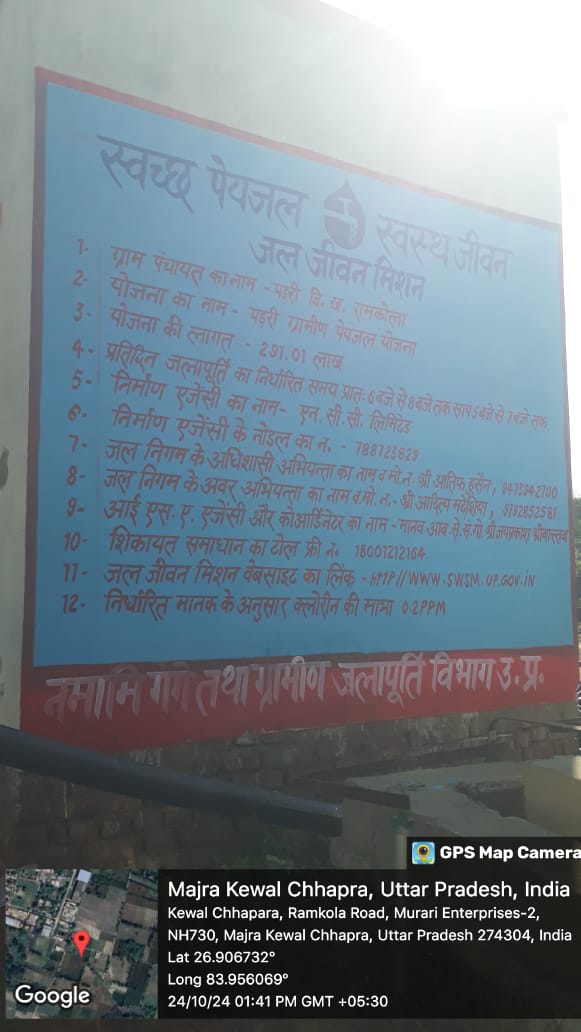 स्वच्छ पेयजल स्वस्थ जीवन
जल जीवन मिशन
1- ग्राम पंचायत का नाम - पड़री वि. ख. रामकोला
2- योजना का नाम - पड़री ग्रामीण पेयजल योजना
3- योजना की लागत - 291.01 लाख
4- प्रतिदिन जलापूर्ति का निर्धारित समय प्रातः 6 बजे से 8 बजे तक सायं 5 बजे से 7 बजे तक
5- निर्माण एजेंसी का नाम- एन. सी. सी. लिमिटेड
6- निर्माण एजेंसी के नोडल का न. - 788723829
7- जल निगम के अधिशासी अभियन्ता का नाम व मो.न. श्री आतिफ हुसैन, 9473942700
8- जल निगम के अवर अभियन्ता का नाम व मो. न.- श्री आदित्य मद्देशिया, 9192852581
9- आई एस. ए. एजेंसी और कोआर्डिनेटर का नाम - मानव आव. से. सं. गो. श्री जयप्रकाश श्रीवास्तव
10- शिकायत समाधान का टोल फ्री न. 18001212164
11- जल जीवन मिशन वेबसाइट का लिंक - http//www.swsm.up.gov.in
12- निर्धारित मानक के अनुसार क्लोरीन की मात्रा 0.2PPM
नमामि गंगे तथा ग्रामीण जलापूर्ति विभाग उ. प्र.
GPS Map Camera
Majra Kewal Chhapra, Uttar Pradesh, India
Kewal Chhapara, Ramkola Road, Murari Enterprises-2,
NH730, Majra Kewal Chhapra, Uttar Pradesh 274304, India
Lat 26.906732°
Long 83.956069°
24/10/24 01:41 PM GMT +05:30
Google